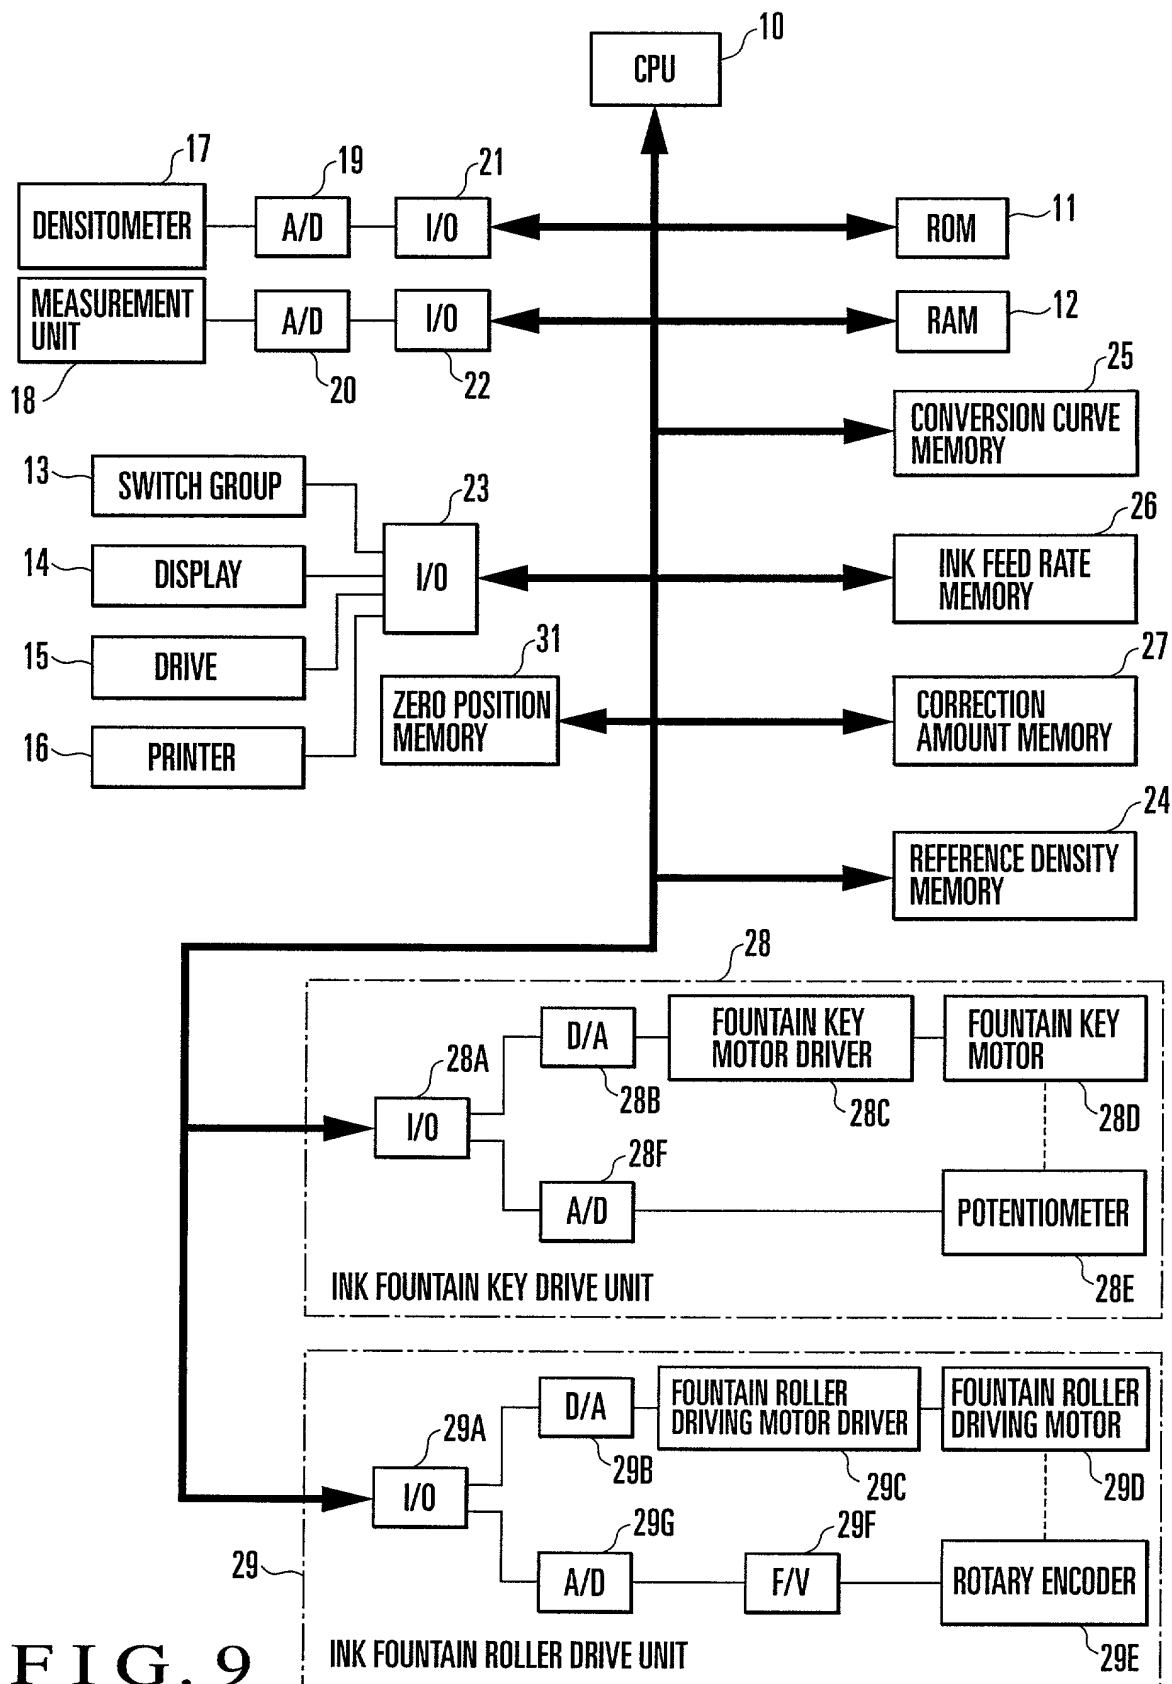 10
CPU
17
19
21
DENSITOMETER
A/D
I/O
ROM
11
MEASUREMENT
UNIT
A/D
I/O
RAM
12
18
20
22
25
CONVERSION CURVE
MEMORY
13
SWITCH GROUP
23
26
14
DISPLAY
I/O
INK FEED RATE
MEMORY
15
DRIVE
31
27
ZERO POSITION
MEMORY
CORRECTION
AMOUNT MEMORY
16
PRINTER
24
REFERENCE DENSITY
MEMORY
28
D/A
FOUNTAIN KEY
MOTOR DRIVER
FOUNTAIN KEY
MOTOR
28A
28B
28C
28D
I/O
28F
A/D
POTENTIOMETER
28E
INK FOUNTAIN KEY DRIVE UNIT
D/A
FOUNTAIN ROLLER
DRIVING MOTOR DRIVER
FOUNTAIN ROLLER
DRIVING MOTOR
29A
29B
29C
29D
I/O
29G
29F
29
A/D
F/V
ROTARY ENCODER
29E
INK FOUNTAIN ROLLER DRIVE UNIT
FIG. 9